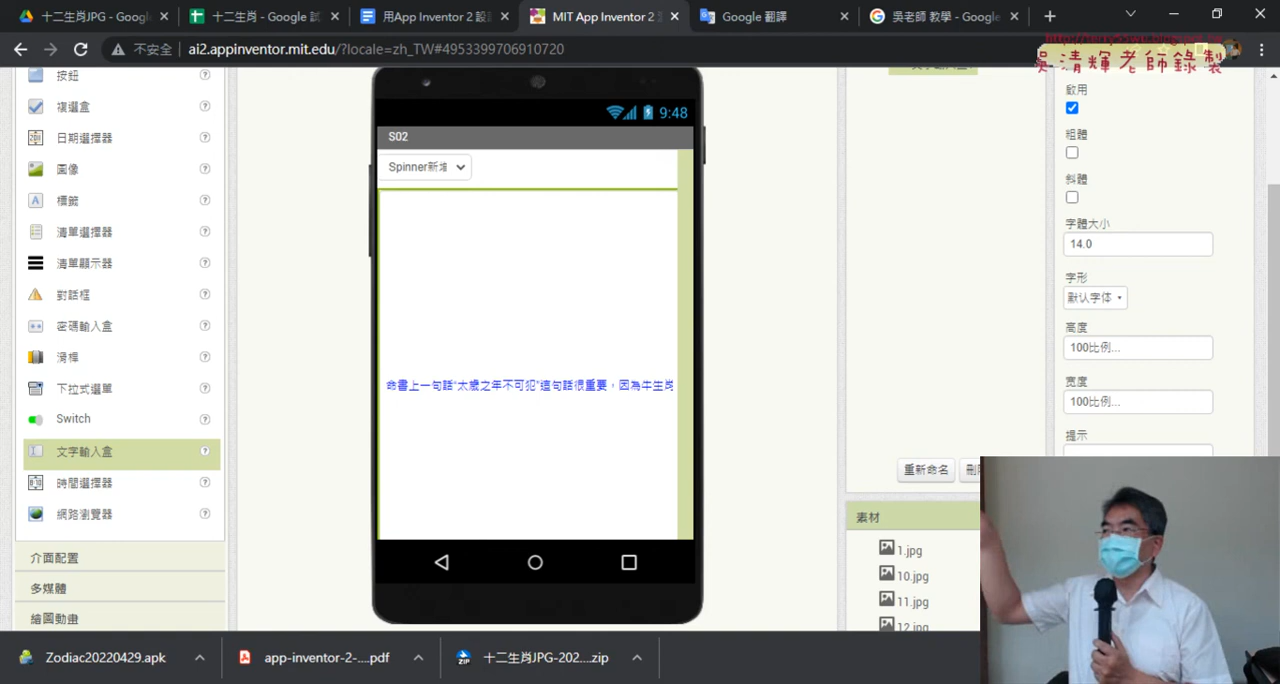 十二生肖JPG - Googl
十二生肖 - Google 試
用App Inventor 2 設
MIT App Inventor 2
Google 翻譯
吳老師 教學 - Google
不安全
ai2.appinventor.mit.edu/?locale=zh_TW#4953399706910720
吳清輝老師錄製
按鈕
複選盒
日期選擇器
圖像
標籤
清單選擇器
清單顯示器
對話框
密碼輸入盒
滑桿
下拉式選單
Switch
文字輸入盒
時間選擇器
網路瀏覽器
介面配置
多媒體
繪圖動畫
9:48
S02
Spinner新增
命書上一句話"太歲之年不可犯"這句話很重要，因為牛生肖
啟用
粗體
斜體
字體大小
14.0
字形
默认字体
高度
100比例...
宽度
100比例...
提示
重新命名
刪
素材
1.jpg
10.jpg
11.jpg
12.jpg
Zodiac20220429.apk
app-inventor-2-....pdf
十二生肖JPG-202....zip